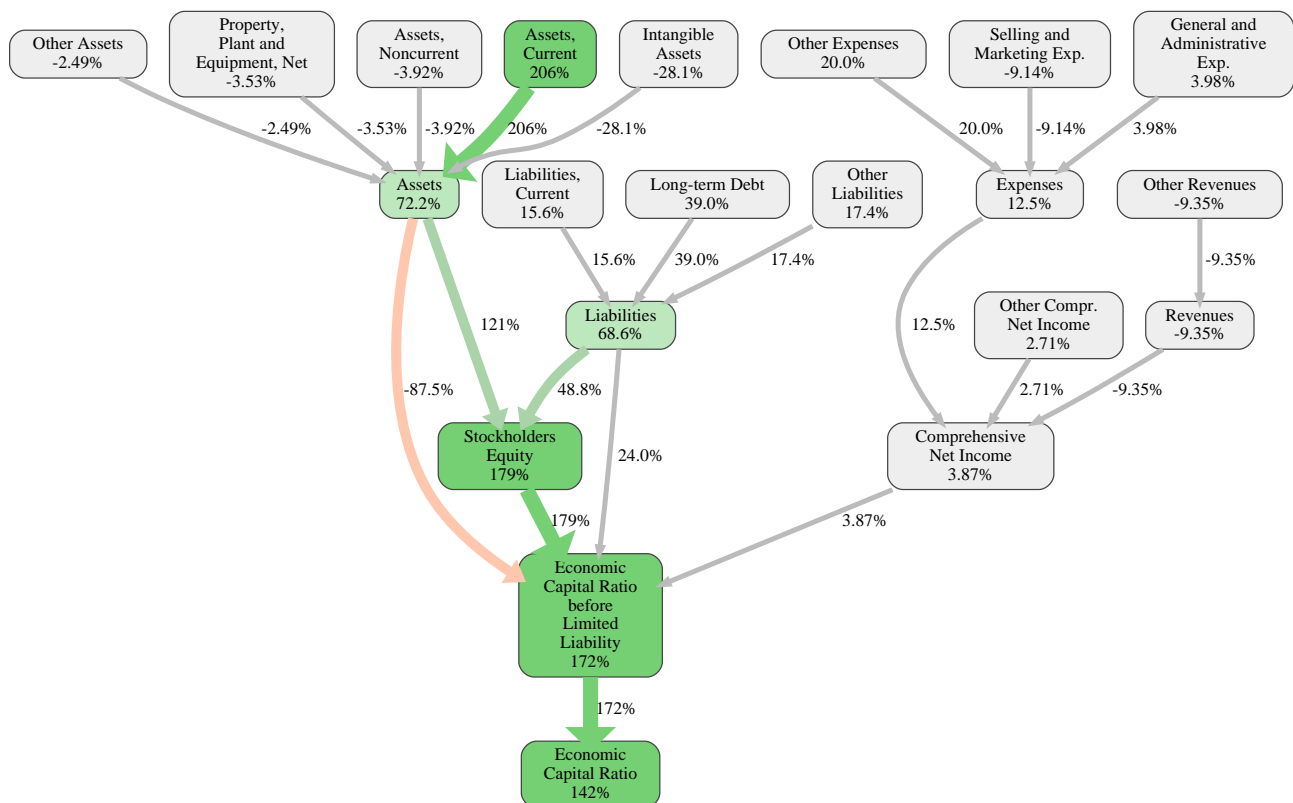 Other Assets
-2.49%
Property,
Plant and
Equipment, Net
-3.53%
Assets,
Noncurrent
-3.92%
Assets,
Current
206%
Intangible
Assets
-28.1%
Other Expenses
20.0%
Selling and
Marketing Exp.
-9.14%
General and
Administrative
Exp.
3.98%
-2.49%
-3.53%
-3.92%
206%
-28.1%
20.0%
-9.14%
3.98%
Assets
72.2%
Liabilities,
Current
15.6%
Long-term Debt
39.0%
Other
Liabilities
17.4%
Expenses
12.5%
Other Revenues
-9.35%
15.6%
39.0%
17.4%
-9.35%
121%
Liabilities
68.6%
12.5%
Other Compr.
Net Income
2.71%
Revenues
-9.35%
-87.5%
48.8%
2.71%
-9.35%
Stockholders
Equity
179%
24.0%
Comprehensive
Net Income
3.87%
179%
3.87%
Economic
Capital Ratio
before
Limited
Liability
172%
172%
Economic
Capital Ratio
142%